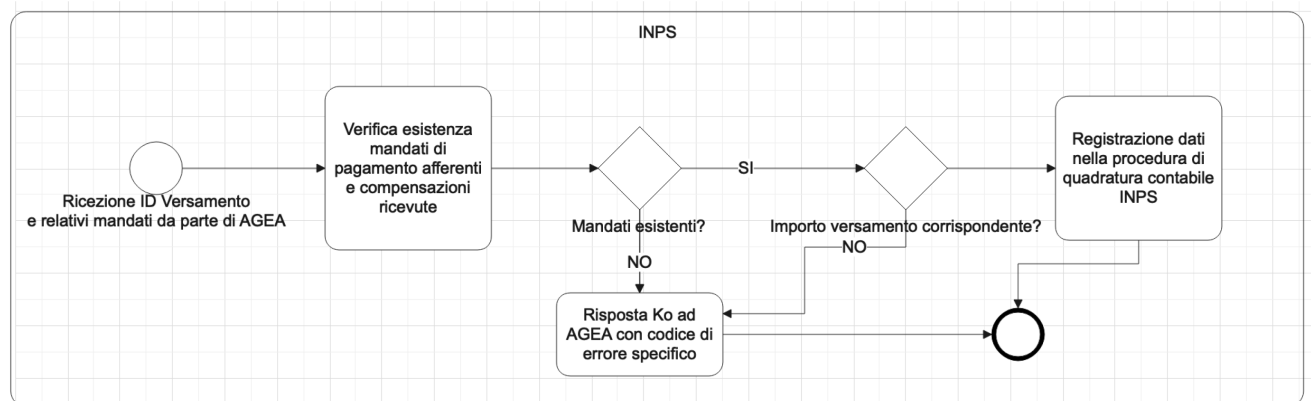 INPS
Ricezione ID Versamento
e relativi mandati da parte di AGEA
Verifica esistenza
mandati di
pagamento afferenti
e compensazioni
ricevute
Mandati esistenti?
SI
NO
Importo versamento corrispondente?
NO
Registrazione dati
nella procedura di
quadratura contabile
INPS
Risposta Ko ad
AGEA con codice di
errore specifico